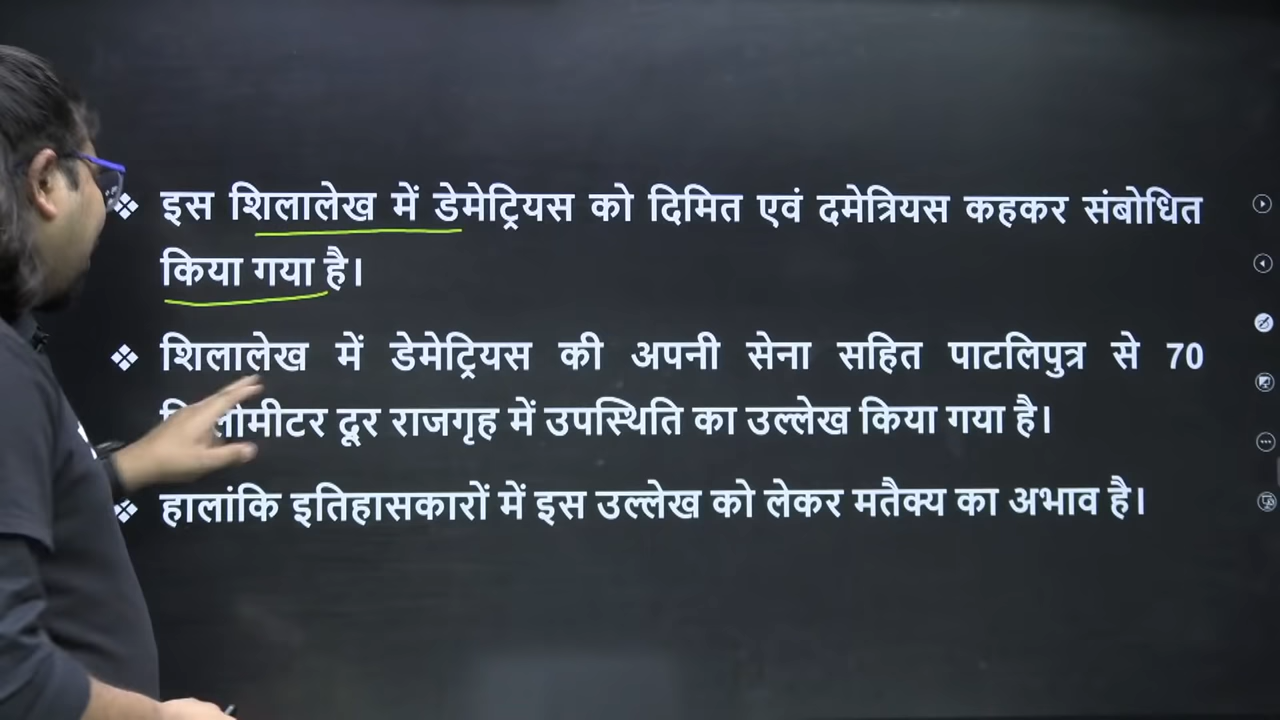 ❖ इस शिलालेख में डेमेट्रियस को दिमित एवं दमेत्रियस कहकर संबोधित
किया गया है।
❖ शिलालेख में डेमेट्रियस की अपनी सेना सहित पाटलिपुत्र से 70
दूर राजगृह में उपस्थिति का उल्लेख किया गया है।
❖ हालांकि इतिहासकारों में इस उल्लेख को लेकर मतैक्य का अभाव है।